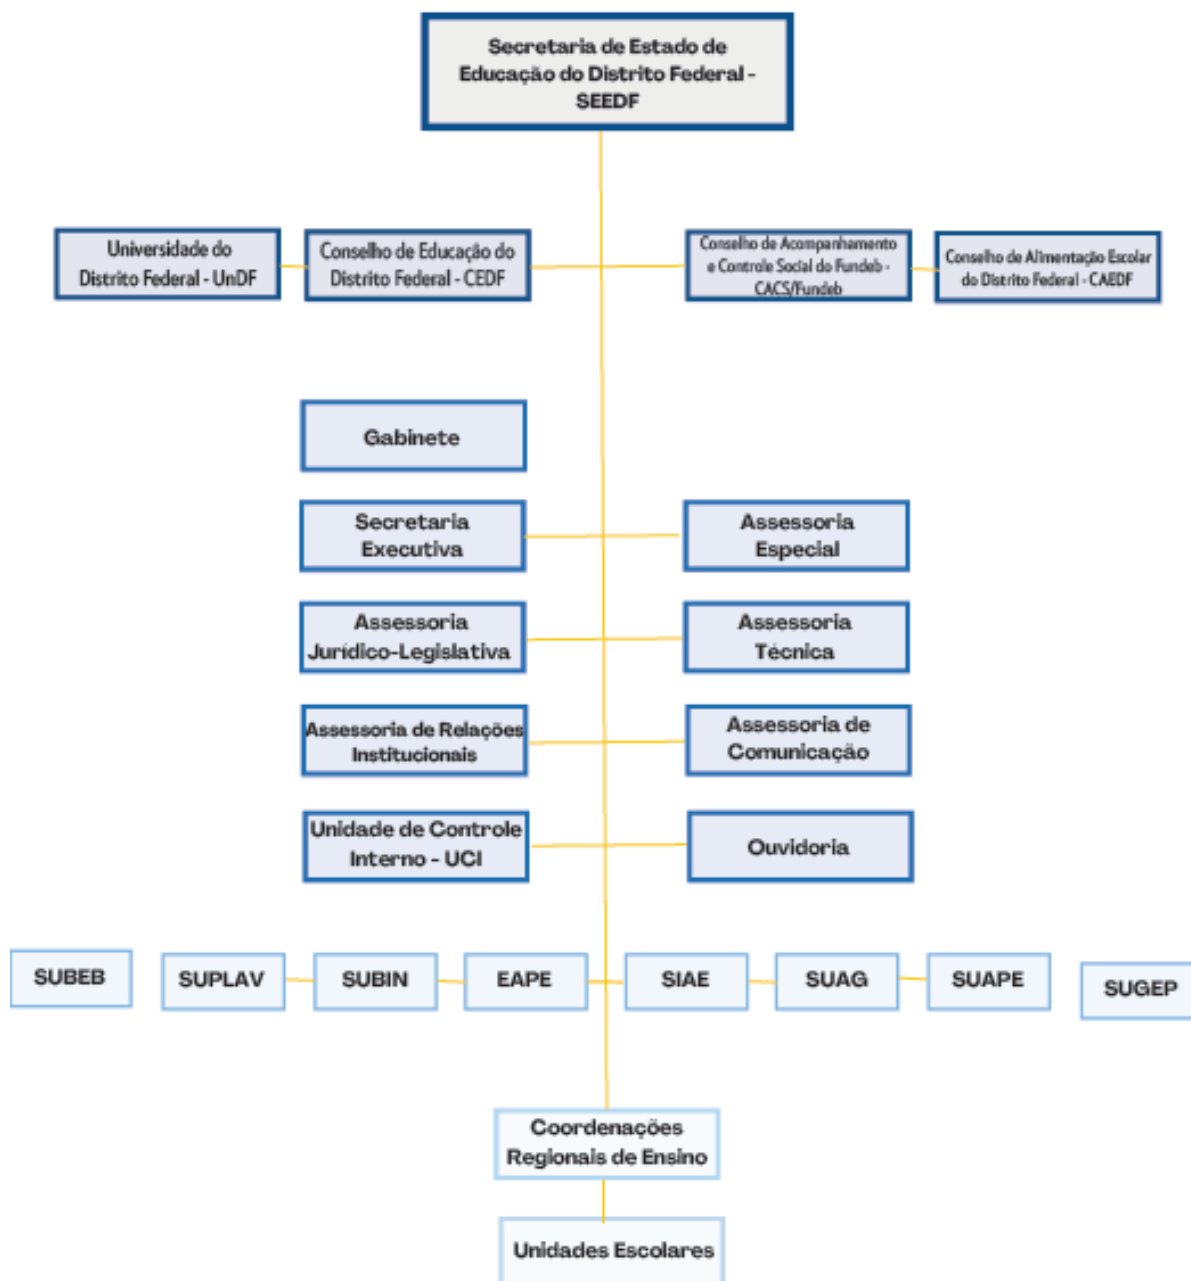 Secretaria de Estado de
Educação do Distrito Federal -
SEEDF
Universidade do
Distrito Federal - UnDF
Conselho de Educação do
Distrito Federal - CEDF
Conselho de Acompanhamento
e Controle Social do Fundeb -
CACS/Fundeb
Conselho de Alimentação Escolar
do Distrito Federal - CAEDF
Gabinete
Secretaria
Executiva
Assessoria
Especial
Assessoria
Jurídico-Legislativa
Assessoria
Técnica
Assessoria de Relações
Institucionais
Assessoria de
Comunicação
Unidade de Controle
Interno - UCI
Ouvidoria
SUBEB
SUPLAV
SUBIN
EAPE
SIAE
SUAG
SUAPE
SUGEP
Coordenações
Regionais de Ensino
Unidades Escolares